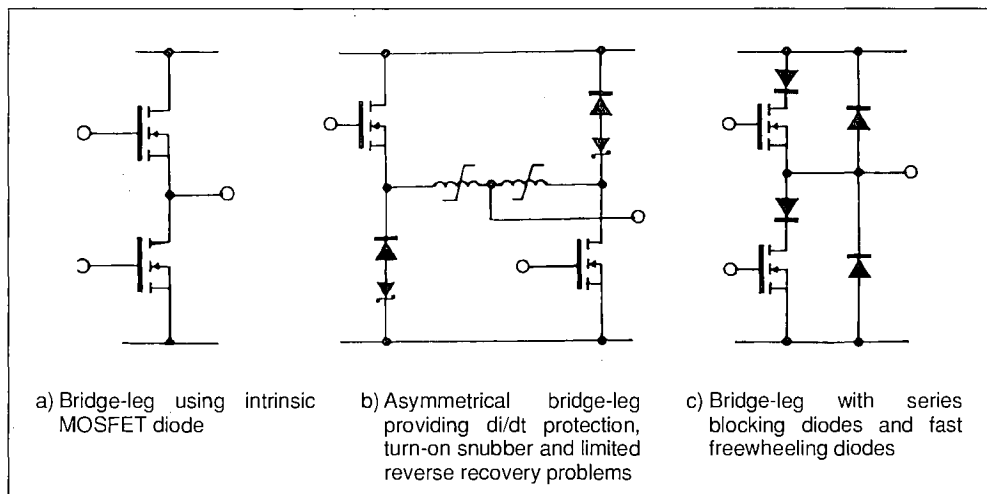 a) Bridge-leg using intrinsic
MOSFET diode
b) Asymmetrical bridge-leg
providing di/dt protection,
turn-on snubber and limited
reverse recovery problems
c) Bridge-leg with series
blocking diodes and fast
freewheeling diodes